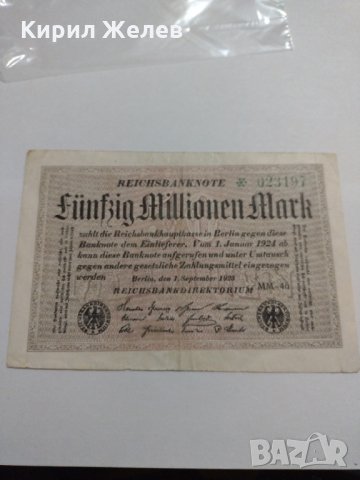 Кирил Желев
REICHSBANKNOTE * 023197
Fünfzig Millionen Mark
zahlt die Reichsbankhauptkasse in Berlin gegen diese
Banknote dem Einlieferer. Vom 1. Januar 1924 ab
kann diese Banknote aufgerufen und unter Umtausch
gegen andere gesetzliche Zahlungsmittel eingezogen
werden
Berlin, den 1. September 1923
REICHSBANKDIREKTORIUM MM-46
bazar